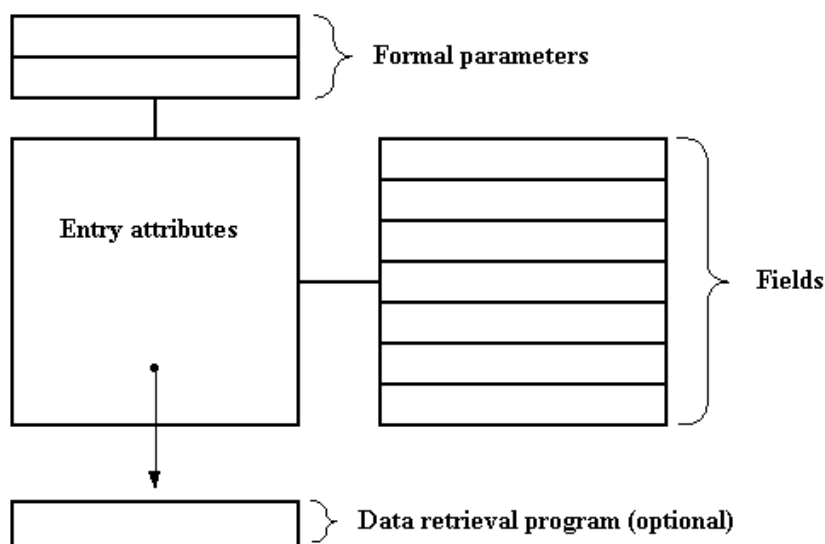 Formal parameters
Entry attributes
Fields
Data retrieval program (optional)